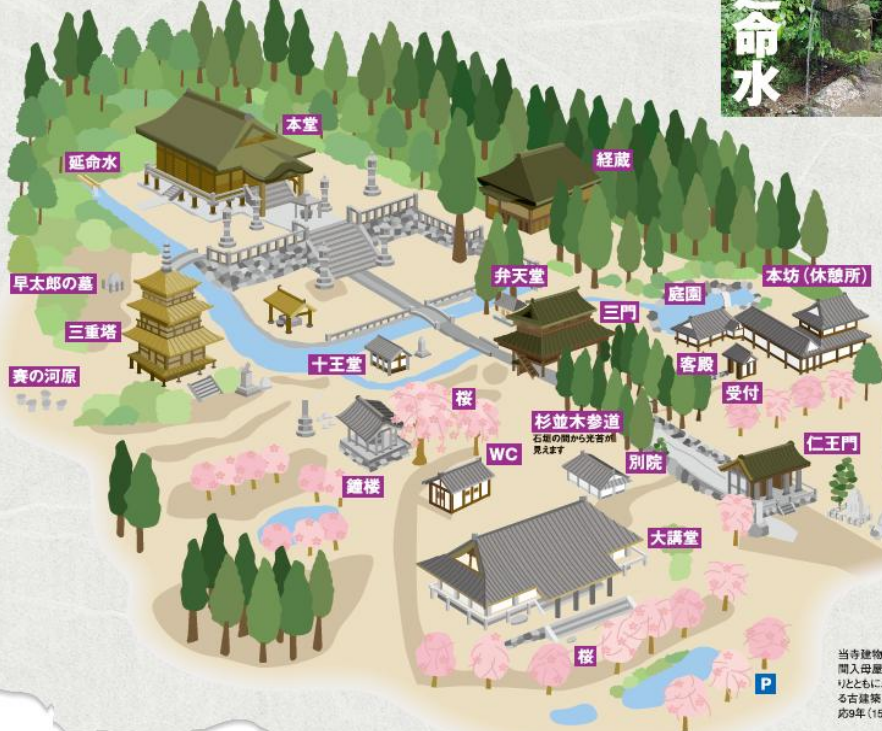 命水
本堂
経蔵
延命水
早太郎の墓
弁天堂
庭園
本坊（休憩所）
三重塔
三門
十王堂
客殿
賽の河原
受付
桜
杉並木参道
石垣の間から光苔が
見えます
仁王門
WC
別院
鐘楼
大講堂
桜
P
当寺建物
間入母屋
りとともに
る古建築
応9年（15